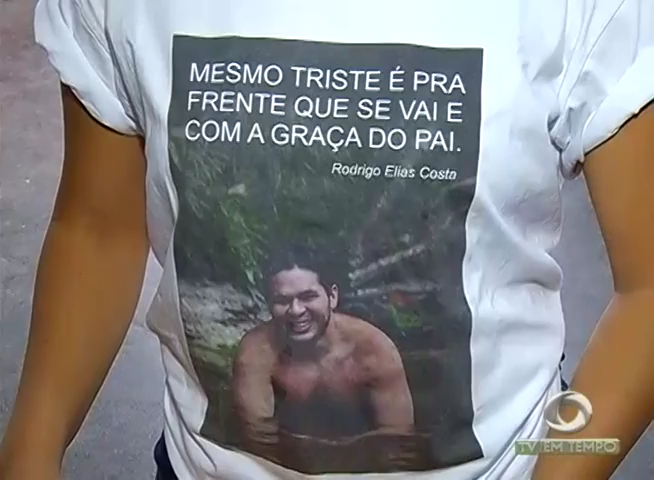 MESMO TRISTE É PRA
FRENTE QUE SE VAI E
COM A GRAÇA DO PAI.
Rodrigo Elias Costa
TV EM TEMPO